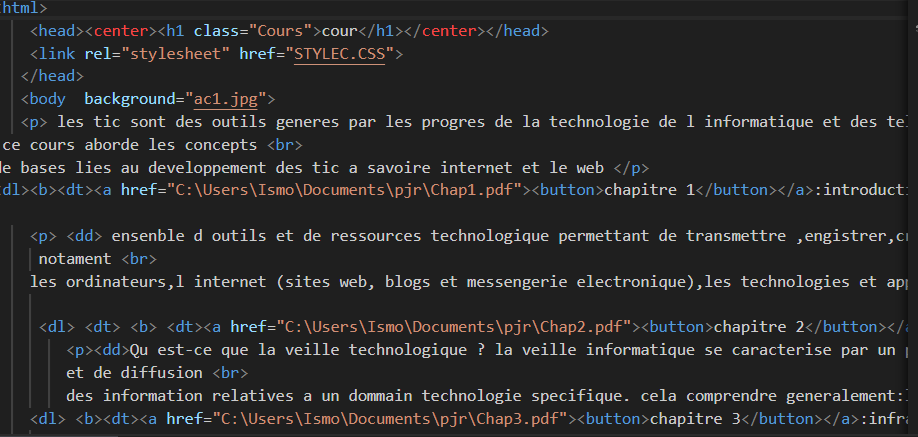 html>
<head><center><h1 class="Cours">cour</h1></center></head>
<link rel="stylesheet" href="STYLEC.CSS">
</head>
<body  background="ac1.jpg">
<p> les tic sont des outils generes par les progres de la technologie de l informatique et des tel
ce cours aborde les concepts <br>
de bases lies au developpement des tic a savoire internet et le web </p>
dl><b><dt><a href="C:\Users\Ismo\Documents\pjr\Chap1.pdf"><button>chapitre 1</button></a>:introducti
<p> <dd> ensenble d outils et de ressources technologique permettant de transmettre ,engistrer,cr
notament <br>
les ordinateurs,l internet (sites web, blogs et messengerie electronique),les technologies et app
<dl> <dt> <b> <dt><a href="C:\Users\Ismo\Documents\pjr\Chap2.pdf"><button>chapitre 2</button></a
<p><dd>Qu est-ce que la veille technologique ? la veille informatique se caracterise par un p
et de diffusion <br>
des information relatives a un dommain technologie specifique. cela comprendre generalement:l
<dl> <b><dt><a href="C:\Users\Ismo\Documents\pjr\Chap3.pdf"><button>chapitre 3</button></a>:infra